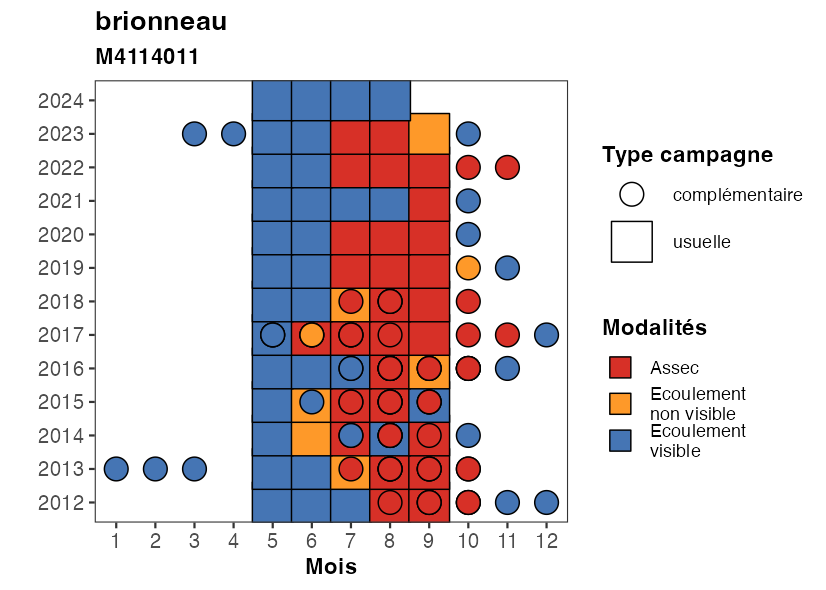 brionneau
M4114011
2024
2023
2022
2021
2020
2019
2018
2017
2016
2015
2014
2013
2012
1 2 3 4 5 6 7 8 9 10 11 12
Mois
Type campagne
complémentaire
usuelle
Modalités
Assec
Ecoulement
non visible
Ecoulement
visible